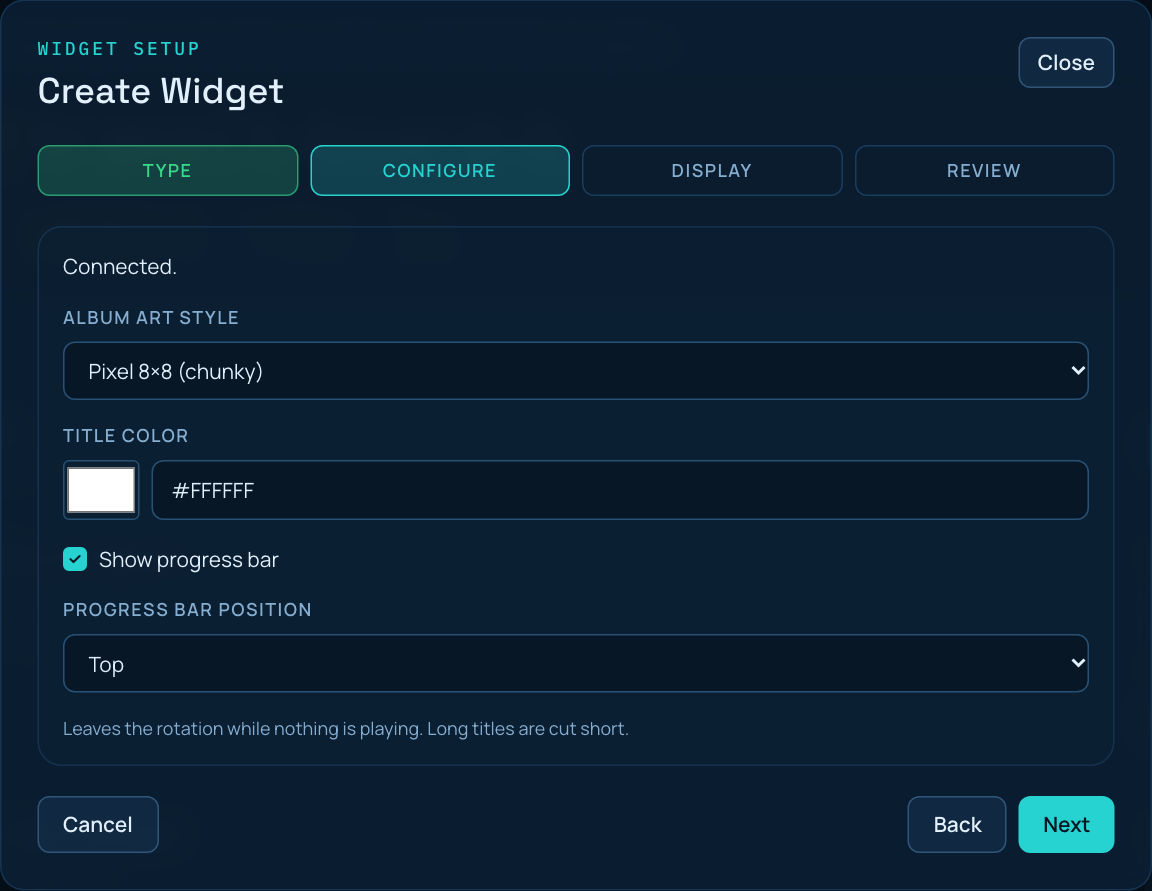 WIDGET SETUP
Create Widget
Close
TYPE
CONFIGURE
DISPLAY
REVIEW
Connected.
ALBUM ART STYLE
Pixel 8×8 (chunky)
TITLE COLOR
#FFFFFF
Show progress bar
PROGRESS BAR POSITION
Top
Leaves the rotation while nothing is playing. Long titles are cut short.
Cancel
Back
Next